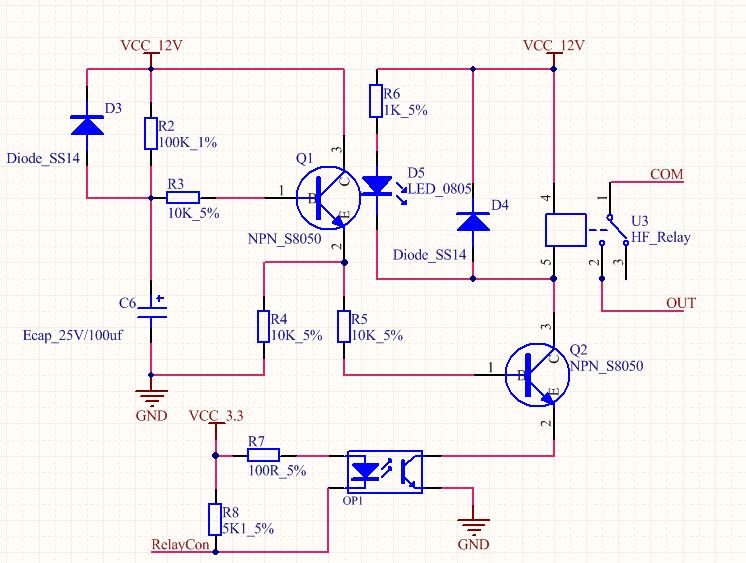 VCC_12V
VCC_12V
D3
R2
100K_1%
Diode_SS14
R3
10K_5%
Q1
1
B
3
C
E
2
NPN_S8050
R6
1K_5%
D5
LED_0805
D4
Diode_SS14
4
5
COM
1
U3
HF_Relay
2
3
OUT
C6
+
Ecap_25V/100uf
R4
10K_5%
R5
10K_5%
Q2
NPN_S8050
3
C
1
B
E
2
GND
VCC_3.3
R7
100R_5%
OP1
R8
5K1_5%
RelayCon
GND